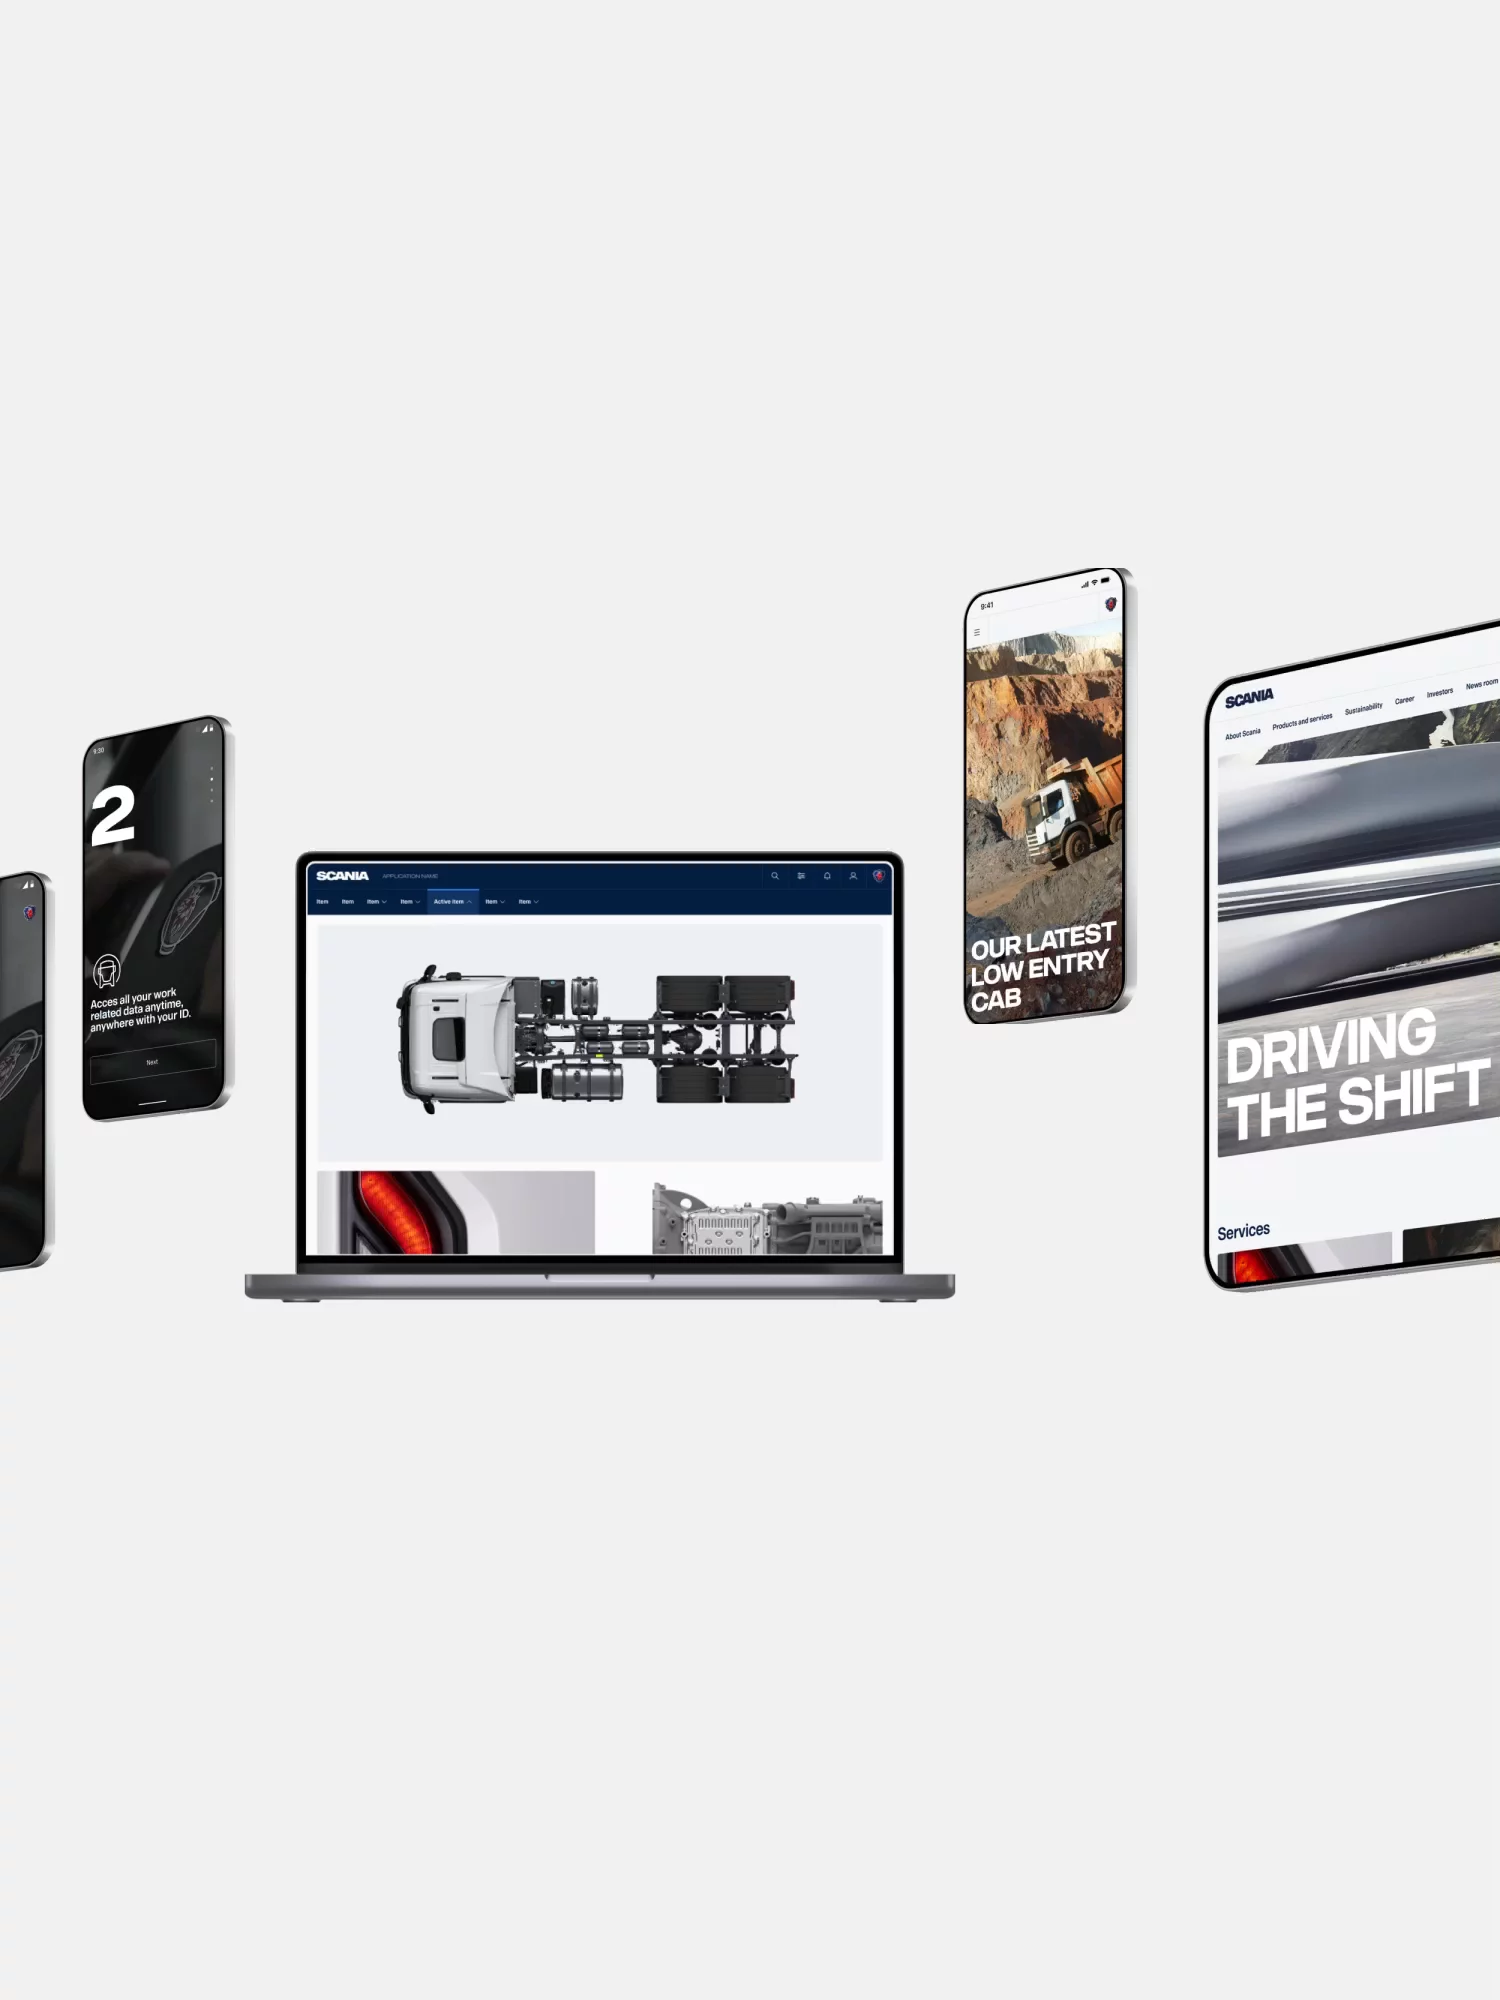 9:30
2
Acces all your work
related data anytime,
anywhere with your ID.
Next
SCANIA APPLICATION NAME
Item Item Item Item Active item Item Item
9:41
OUR LATEST
LOW ENTRY
CAB
SCANIA
About Scania Products and services Sustainability Career Investors News room
DRIVING
THE SHIFT
Services